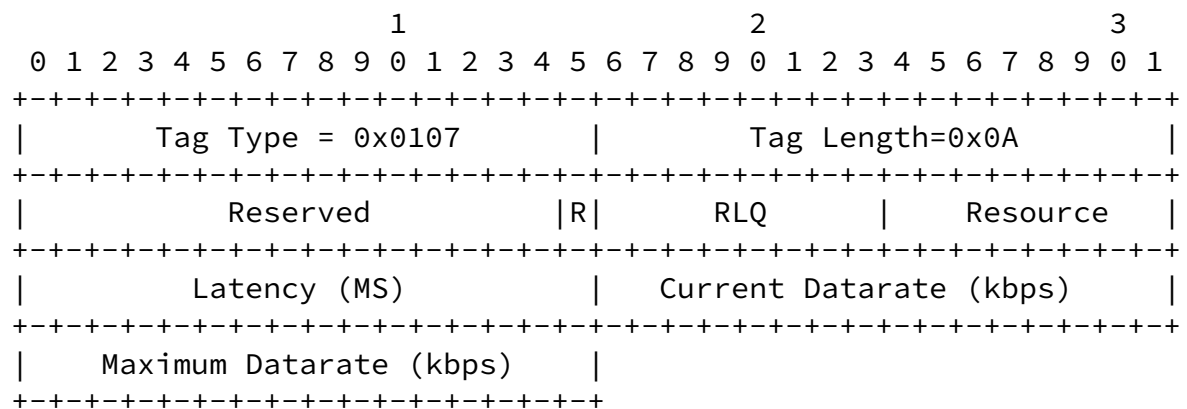 1                   2                   3
 0 1 2 3 4 5 6 7 8 9 0 1 2 3 4 5 6 7 8 9 0 1 2 3 4 5 6 7 8 9 0 1
+-+-+-+-+-+-+-+-+-+-+-+-+-+-+-+-+-+-+-+-+-+-+-+-+-+-+-+-+-+-+-+-+
|       Tag Type = 0x0107       |        Tag Length=0x0A        |
+-+-+-+-+-+-+-+-+-+-+-+-+-+-+-+-+-+-+-+-+-+-+-+-+-+-+-+-+-+-+-+-+
|           Reserved          |R|      RLQ      |    Resource   |
+-+-+-+-+-+-+-+-+-+-+-+-+-+-+-+-+-+-+-+-+-+-+-+-+-+-+-+-+-+-+-+-+
|         Latency (MS)          |   Current Datarate (kbps)     |
+-+-+-+-+-+-+-+-+-+-+-+-+-+-+-+-+-+-+-+-+-+-+-+-+-+-+-+-+-+-+-+-+
|    Maximum Datarate (kbps)    |
+-+-+-+-+-+-+-+-+-+-+-+-+-+-+-+-+